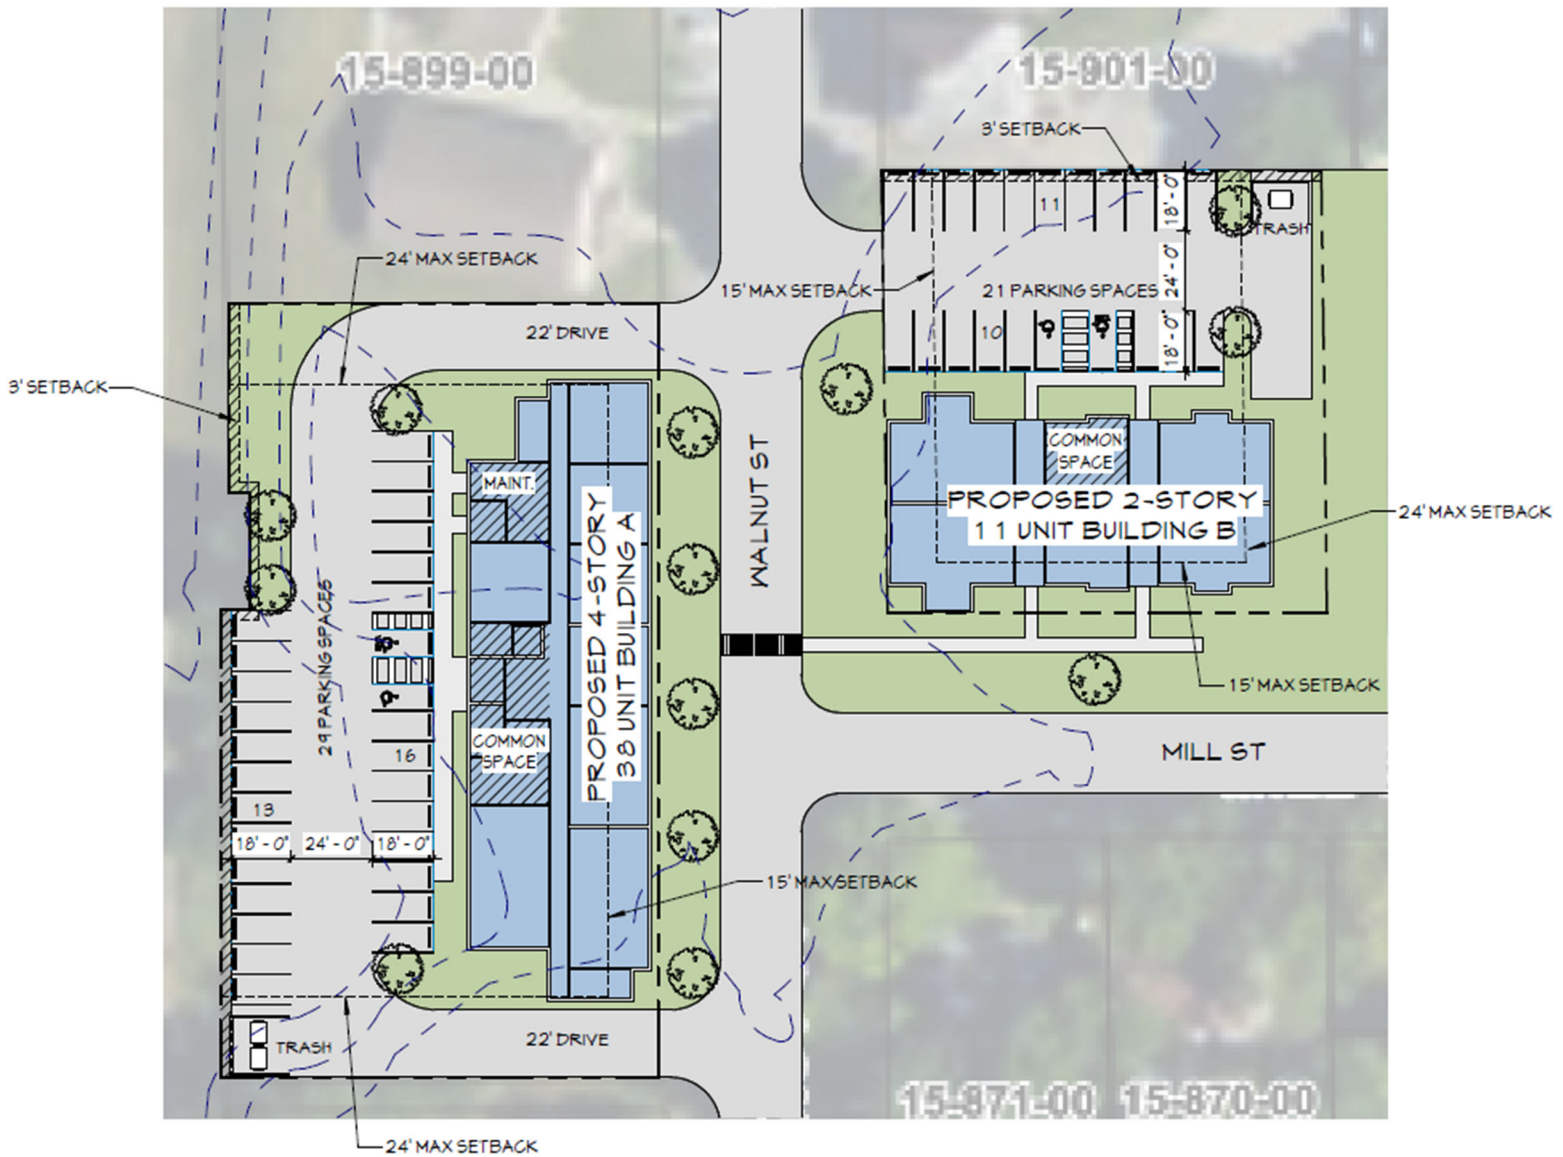 15-899-00
15-901-00
3' SETBACK
11
18' - 0"
TRASH
24' MAX SETBACK
15' MAX SETBACK
21 PARKING SPACES
24' - 0"
22' DRIVE
10
18' - 0"
3' SETBACK
COMMON
SPACE
MAINT.
PROPOSED 2-STORY
11 UNIT BUILDING B
24' MAX SETBACK
WALNUT ST
PROPOSED 4-STORY
38 UNIT BUILDING A
29 PARKING SPACES
15' MAX SETBACK
COMMON
SPACE
16
MILL ST
13
18' - 0"
24' - 0"
18' - 0"
15' MAX SETBACK
22' DRIVE
TRASH
15-871-00
15-870-00
24' MAX SETBACK